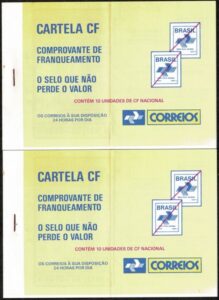 CARTELA CF
COMPROVANTE DE
FRANQUEAMENTO
O SELO QUE NÃO
PERDE O VALOR
BRASIL
BRASIL
CONTÉM 10 UNIDADES DE CF NACIONAL
OS CORREIOS À SUA DISPOSIÇÃO
24 HORAS POR DIA
CORREIOS
CARTELA CF
COMPROVANTE DE
FRANQUEAMENTO
O SELO QUE NÃO
PERDE O VALOR
BRASIL
BRASIL
CONTÉM 10 UNIDADES DE CF NACIONAL
OS CORREIOS À SUA DISPOSIÇÃO
24 HORAS POR DIA
CORREIOS